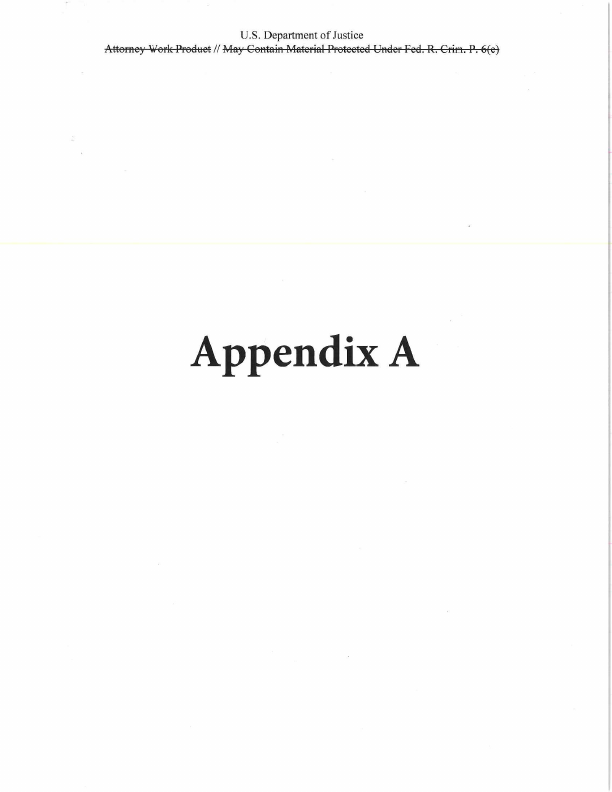 U.S. Department of Justice
Attorney Work Product // May Contain Material Protected Under Fed. R. Crim. P. 6(e)
Appendix A